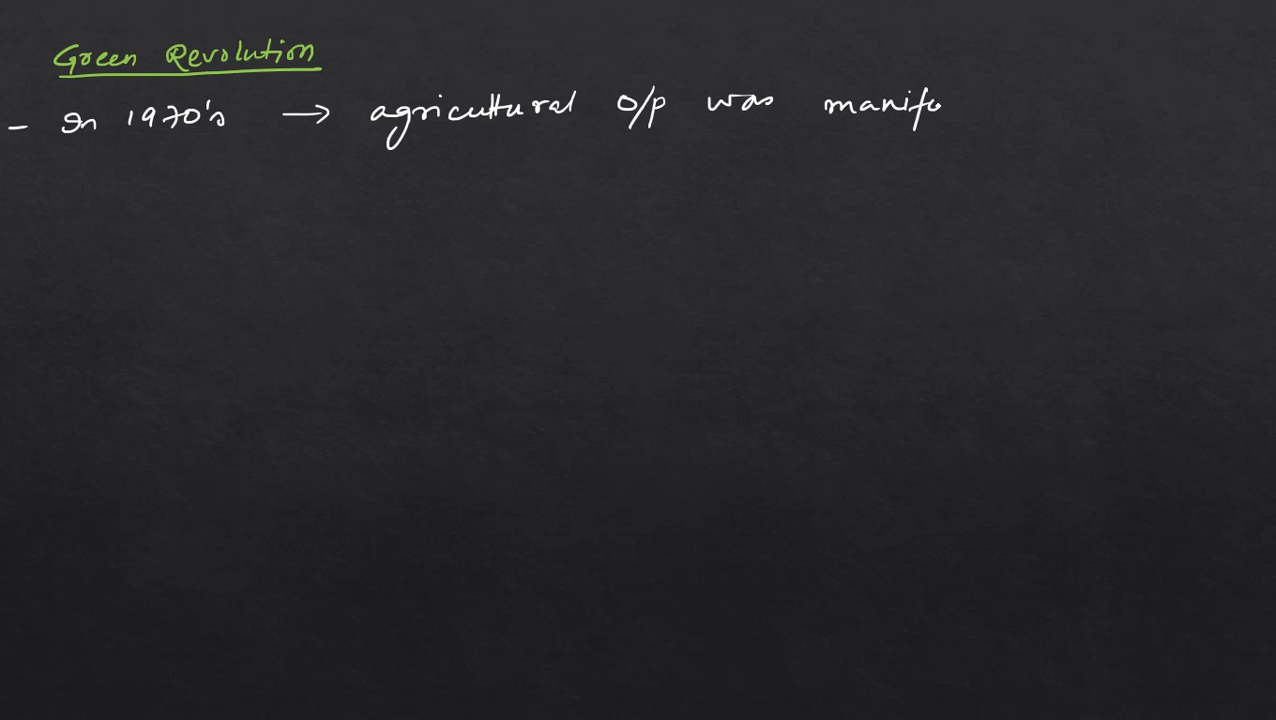 Green Revolution
- In 1970's → agricultural o/p was manifo